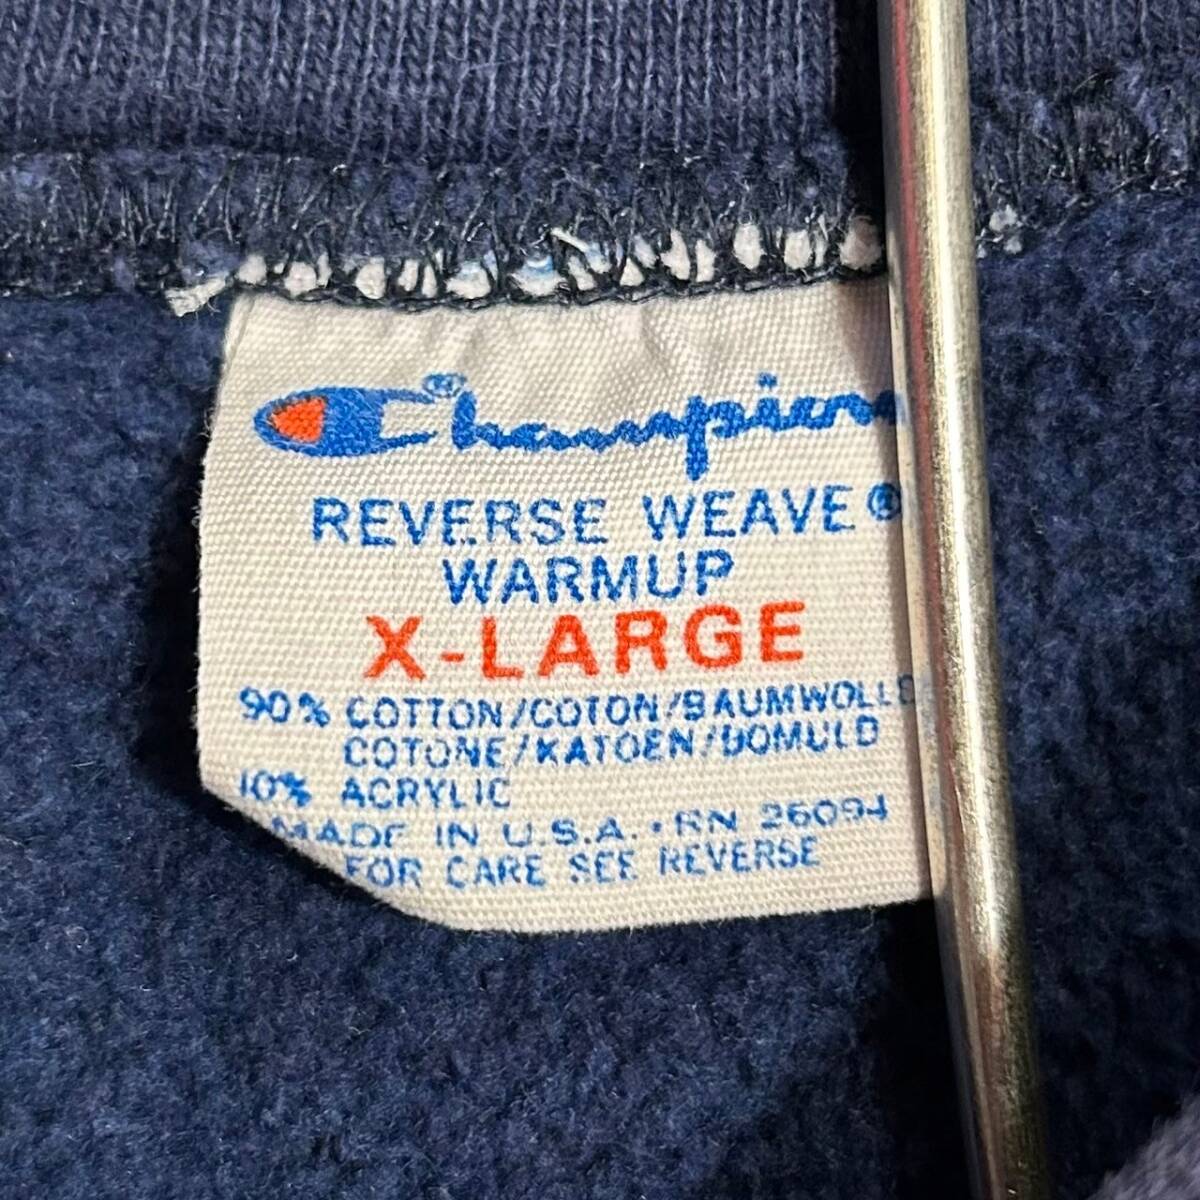 Champion
REVERSE WEAVE®
WARMUP
X-LARGE
90% COTTON/COTON/BAUMWOLLE
COTONE/KATOEN/BOMULD
10% ACRYLIC
MADE IN U.S.A. · RN 26094
FOR CARE SEE REVERSE